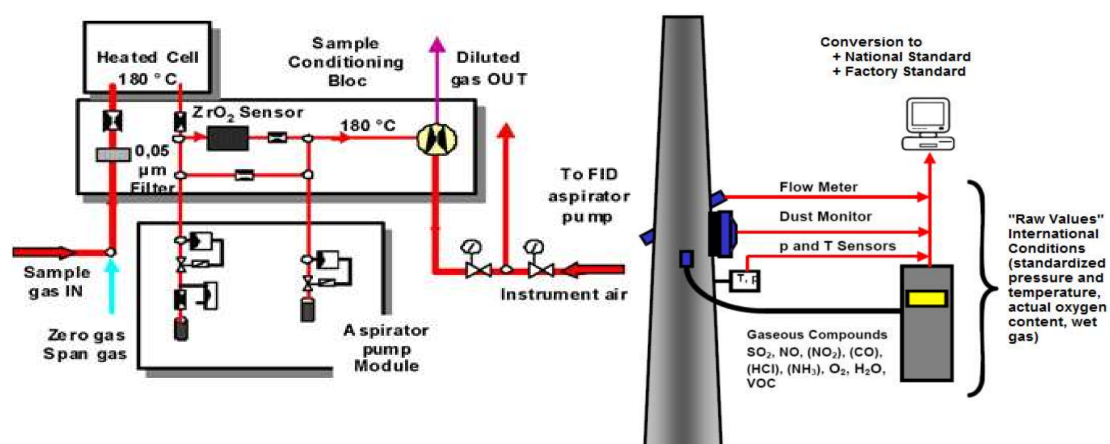 Heated Cell
180 °C
Sample
Conditioning
Bloc
Diluted
gas OUT
ZrO2 Sensor
180 °C
0,05
µm
Filter
To FID
aspirator
pump
Sample
gas IN
Instrument air
Zero gas
Span gas
Aspirator
pump
Module
Conversion to
+ National Standard
+ Factory Standard
Flow Meter
Dust Monitor
p and T Sensors
T, p
Gaseous Compounds
SO2, NO, (NO2), (CO),
(HCl), (NH3), O2, H2O,
VOC
"Raw Values"
International
Conditions
(standardized
pressure and
temperature,
actual oxygen
content, wet
gas)